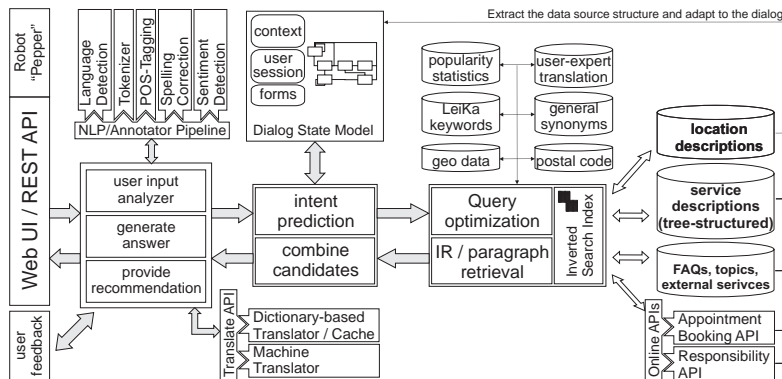 Extract the data source structure and adapt to the dialog
Robot
"Pepper"
Web UI / REST API
user
feedback
Language
Detection
Tokenizer
POS-Tagging
Spelling
Correction
Sentiment
Detection
NLP/Annotator Pipeline
user input
analyzer
generate
answer
provide
recommendation
Translate API
Dictionary-based
Translator / Cache
Machine
Translator
context
user
session
forms
Dialog State Model
intent
prediction
combine
candidates
popularity
statistics
user-expert
translation
LeiKa
keywords
general
synonyms
geo data
postal code
Query
optimization
IR / paragraph
retrieval
Inverted
Search Index
location
descriptions
service
descriptions
(tree-structured)
FAQs, topics,
external serivces
Online APIs
Appointment
Booking API
Responsibility
API